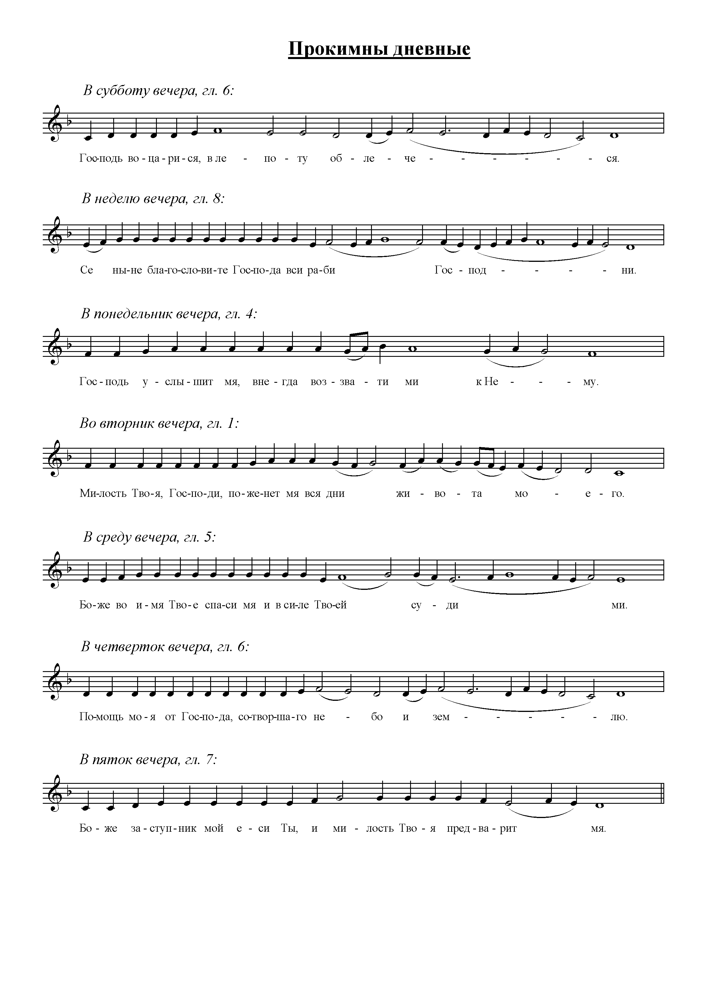 Прокимны дневные
В субботу вечера, гл. 6:
Гос-подь во - ца - ри - ся, в ле - по - ту об - ле - че - - - - - - ся.
В неделю вечера, гл. 8:
Се ны-не бла-го-сло-ви-те Гос-по-да вси ра-би Гос - под - - - - - ни.
В понедельник вечера, гл. 4:
Гос - подь у - слы - шит мя, вне - гда воз - зва - ти ми к Не - - - му.
Во вторник вечера, гл. 1:
Ми-лость Тво-я, Гос-по-ди, по-же-нет мя вся дни жи - во - та мо - е - го.
В среду вечера, гл. 5:
Бо-же во и-мя Тво-е спа-си мя и в си-ле Тво-ей су - ди ми.
В четверток вечера, гл. 6:
По-мощь мо-я от Гос-по-да, со-твор-ша-го не - бо и зем - - - - - лю.
В пяток вечера, гл. 7:
Бо - же за - ступ - ник мой е - си Ты, и ми - лость Тво - я пред - ва - рит мя.